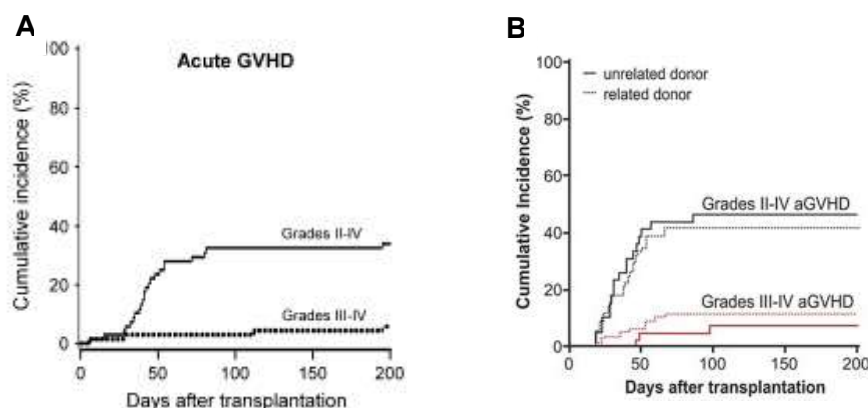 A
Acute GVHD
100
80
60
40
20
0
Cumulative incidence (%)
Grades II-IV
Grades III-IV
0 50 100 150 200
Days after transplantation
B
unrelated donor
related donor
100
80
60
40
20
0
Cumulative Incidence (%)
Grades II-IV aGVHD
Grades III-IV aGVHD
0 50 100 150 200
Days after transplantation